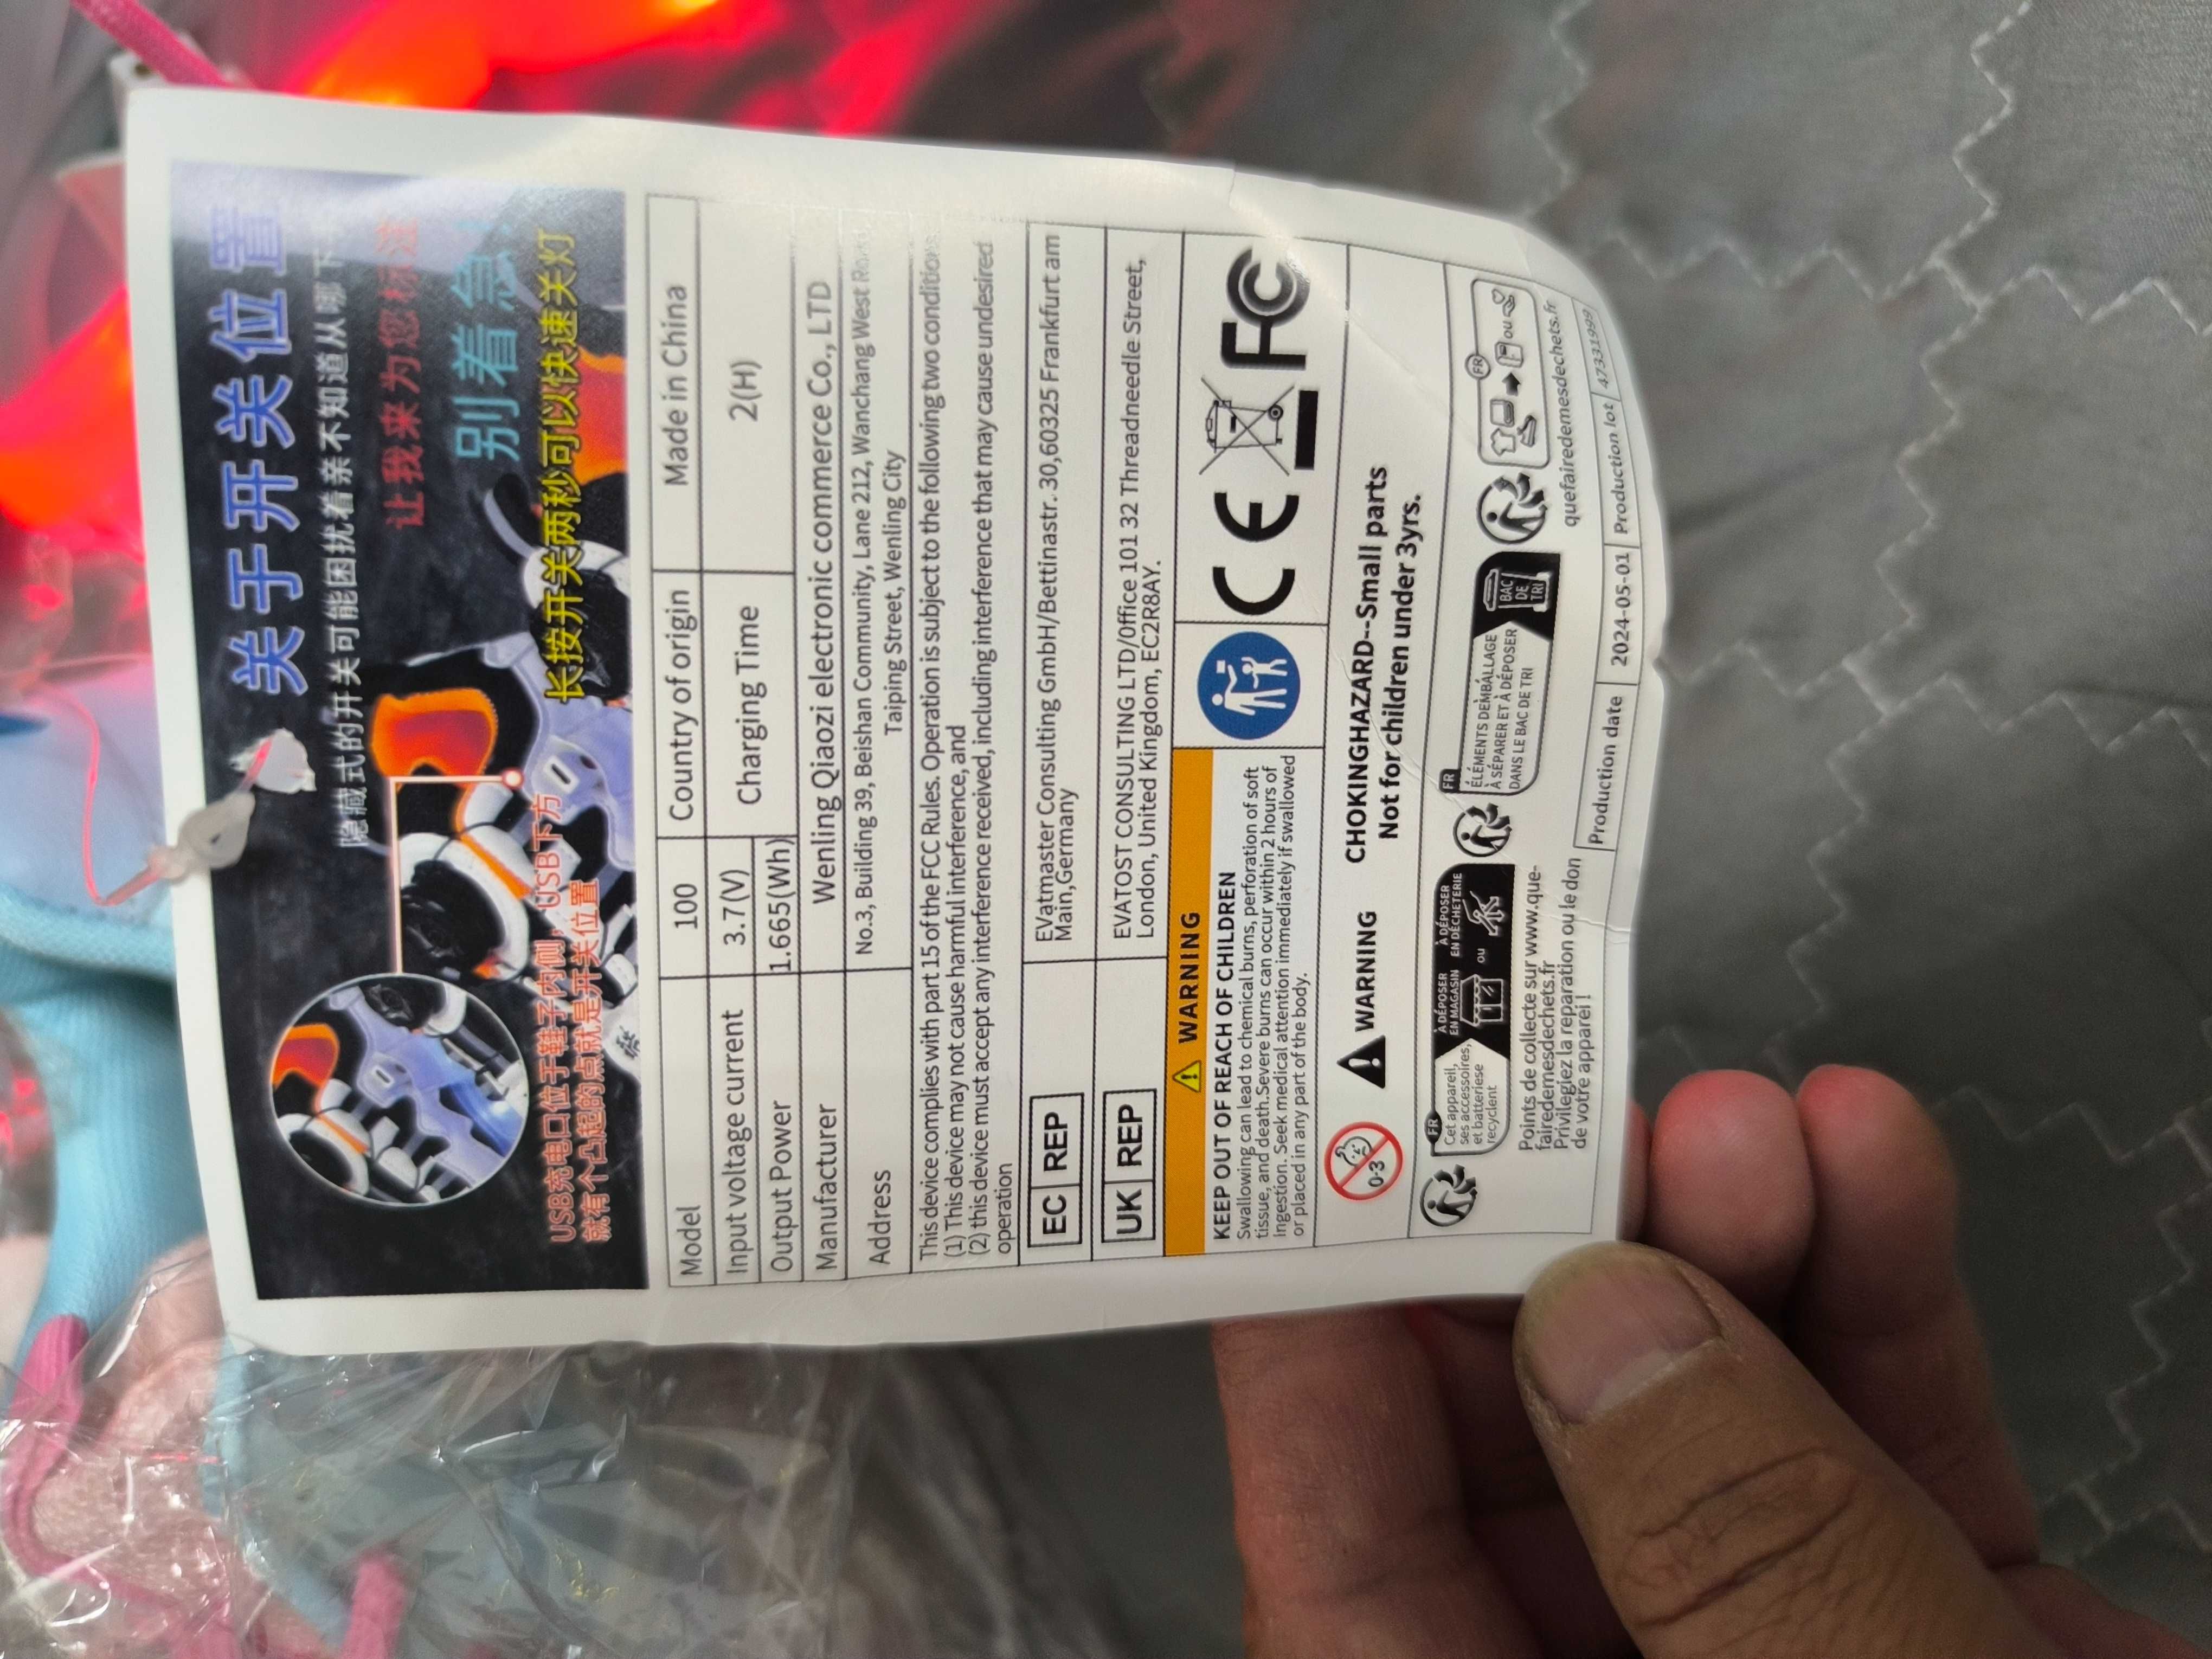 关于开关位置
隐藏式的开关可能困扰着亲不知道从哪下
让我来为您标注
别着急
长按开关两秒可以快速关灯
USB充电口位于鞋子内侧，USB下方
就有个凸起的点就是开关位置
Model 100 Country of origin Made in China
Input voltage current 3.7(V) Charging Time 2(H)
Output Power 1.665(Wh)
Manufacturer Wenling Qiaozi electronic commerce Co., LTD
Address No.3, Building 39, Beishan Community, Lane 212, Wanchang West Road
Taiping Street, Wenling City
This device complies with part 15 of the FCC Rules. Operation is subject to the following two condition
(1) This device may not cause harmful interference, and
(2) this device must accept any interference received, including interference that may cause undesired
operation
EC REP EVatmaster Consulting GmbH/Bettinastr. 30,60325 Frankfurt am
Main,Germany
UK REP EVATOST CONSULTING LTD/Office 101 32 Threadneedle Street,
London, United Kingdom, EC2R8AY.
WARNING
KEEP OUT OF REACH OF CHILDREN
Swallowing can lead to chemical burns, perforation of soft
tissue, and death.Severe burns can occur within 2 hours of
ingestion. Seek medical attention immediately if swallowed
or placed in any part of the body.
CE FC
0-3 WARNING CHOKINGHAZARD--Small parts
Not for children under 3yrs.
FR
Cet appareil,
ses accessoires,
et batteriese
recyclent
À DÉPOSER
EN MAGASIN
ou
À DÉPOSER
EN DÉCHÈTERIE
Points de collecte sur www.que-
fairedemesdechets.fr
Privilegiez la reparation ou le don
de votre apparei !
FR
ÉLÉMENTS DEMBALLAGE
À SÉPARER ET À DÉPOSER
DANS LE BAC DE TRI
BAC
DE
TRI
FR
ou
quefairedemesdechets.fr
Production date 2024-05-01 Production lot 47331999